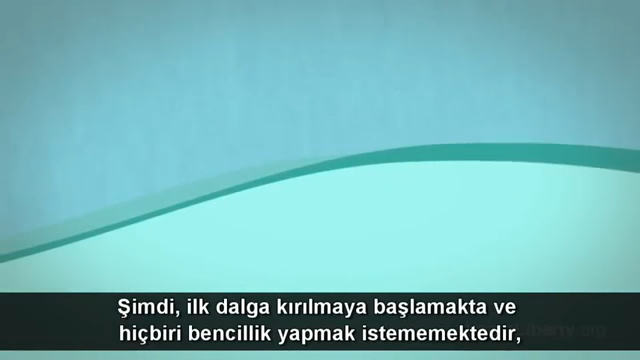 Şimdi, ilk dalga kırılmaya başlamakta ve
hiçbiri bencillik yapmak istememektedir,